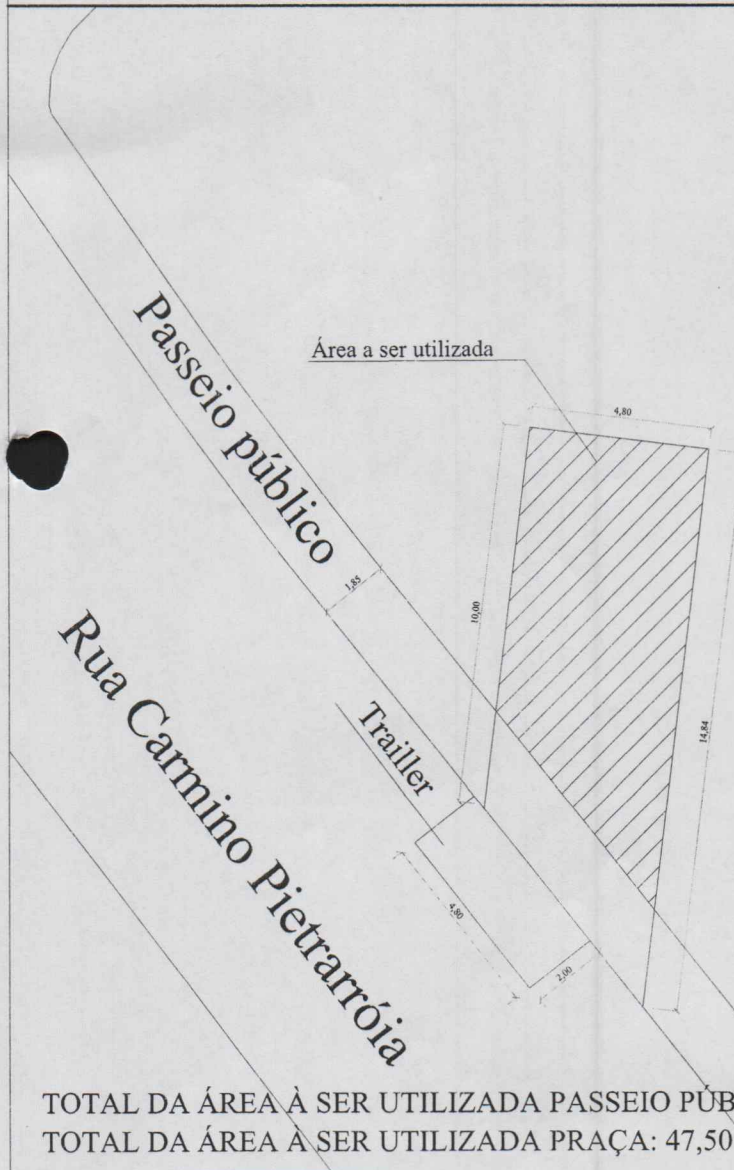 Passeio público
Área a ser utilizada
4,80
1,85
10,00
14,84
Trailler
Rua Carmino Pietrarróia
4,80
2,00
TOTAL DA ÁREA À SER UTILIZADA PASSEIO PÚB
TOTAL DA ÁREA À SER UTILIZADA PRAÇA: 47,50